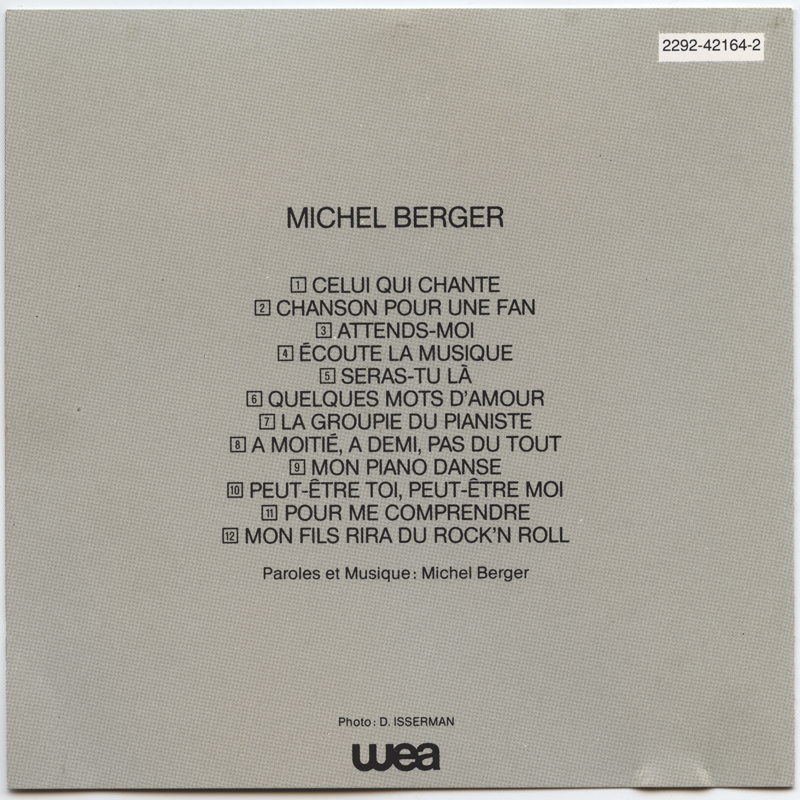 2292-42164-2
MICHEL BERGER
1 CELUI QUI CHANTE
2 CHANSON POUR UNE FAN
3 ATTENDS-MOI
4 ÉCOUTE LA MUSIQUE
5 SERAS-TU LÀ
6 QUELQUES MOTS D'AMOUR
7 LA GROUPIE DU PIANISTE
8 A MOITIÉ, A DEMI, PAS DU TOUT
9 MON PIANO DANSE
10 PEUT-ÊTRE TOI, PEUT-ÊTRE MOI
11 POUR ME COMPRENDRE
12 MON FILS RIRA DU ROCK'N ROLL
Paroles et Musique: Michel Berger
Photo: D. ISSERMAN
wea